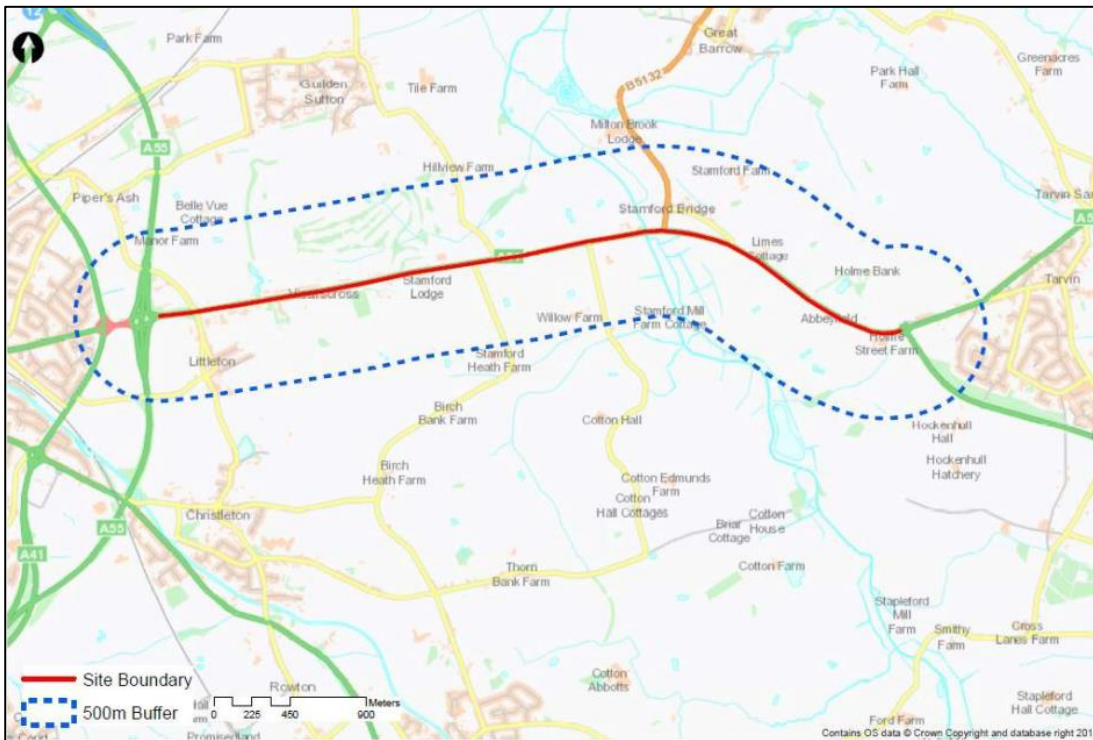 12
Park Farm
Great
Barrow
Greenacres
Farm
Park Hall
Farm
Guilden
Sutton
Tile Farm
B5132
A55
Milton Brook
Lodge
Hillview Farm
Stamford Farm
Piper's Ash
Belle Vue
Cottage
Tarvin
Stamford Bridge
Manor Farm
Limes
Cottage
Holme Bank
Tarvin
Stamford
Lodge
Vicarscross
Willow Farm
Stamford Mill
Farm Cottage
Abbeyfield
Holme
Street Farm
Littleton
Stamford
Heath Farm
Birch
Bank Farm
Cotton Hall
Hockenhull
Hall
Hockenhull
Hatchery
Birch
Heath Farm
Cotton Edmunds
Farm
Cotton
Hall Cottages
Cotton
House
Briar
Cottage
Christleton
A55
A41
Thorn
Bank Farm
Cotton Farm
Stapleford
Mill
Farm
Smithy
Farm
Cross
Lanes Farm
Cotton
Abbotts
Rowton
Stapleford
Hall Cottage
Ford Farm
Promisedland
Site Boundary
500m Buffer
Meters
0 225 450 900
Contains OS data © Crown Copyright and database right 201